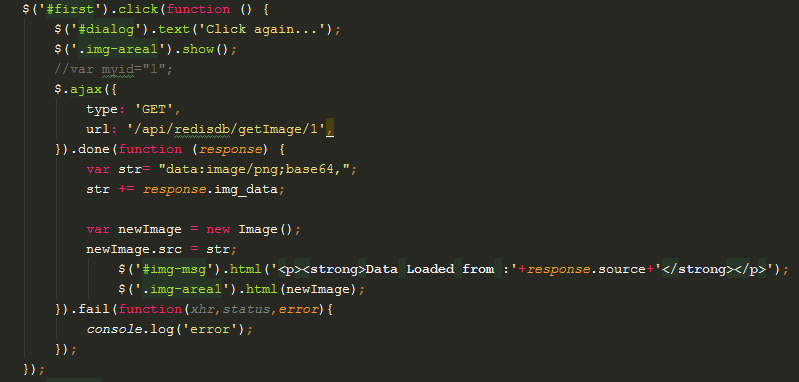 $('#first').click(function () {
    $('#dialog').text('Click again...');
    $('.img-area1').show();
    //var myid="1";
    $.ajax({
        type: 'GET',
        url: '/api/redisdb/getImage/1',
    }).done(function (response) {
        var str= "data:image/png;base64,";
        str += response.img_data;
        var newImage = new Image();
        newImage.src = str;
            $('#img-msg').html('<p><strong>Data Loaded from :'+response.source+'</strong></p>');
            $('.img-area1').html(newImage);
    }).fail(function(xhr,status,error){
        console.log('error');
    });
});